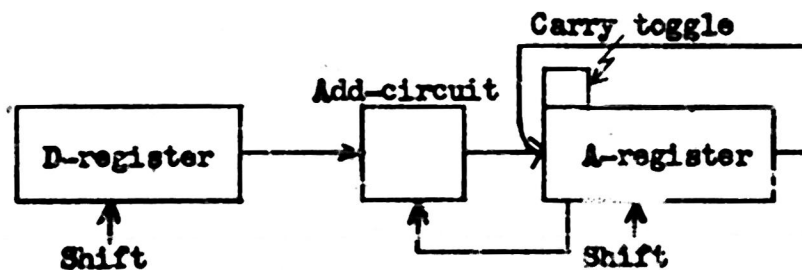 Carry toggle
Add-circuit
D-register
A-register
Shift
Shift